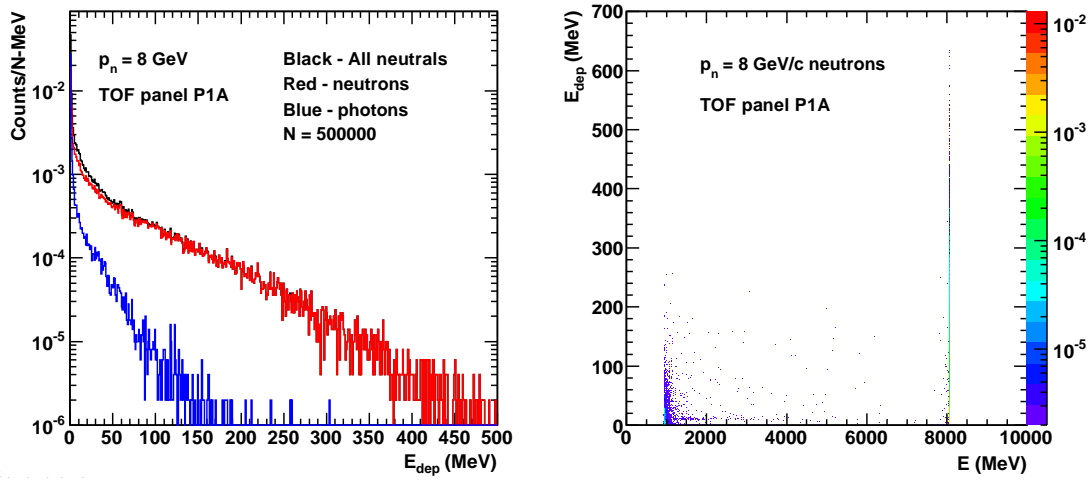 Counts/N-MeV
p_n = 8 GeV
TOF panel P1A
Black - All neutrals
Red - neutrons
Blue - photons
N = 500000
10^-2
10^-3
10^-4
10^-5
10^-6
0 50 100 150 200 250 300 350 400 450 500
E_dep (MeV)
E_dep (MeV)
p_n = 8 GeV/c neutrons
TOF panel P1A
700
600
500
400
300
200
100
0
0 2000 4000 6000 8000 10000
E (MeV)
10^-2
10^-3
10^-4
10^-5